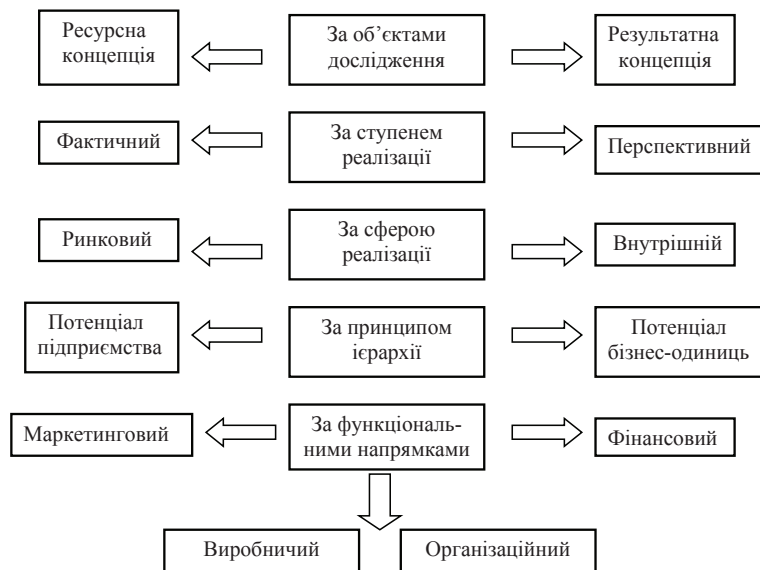 Ресурсна
концепція
За об’єктами
дослідження
Результатна
концепція
Фактичний
За ступенем
реалізації
Перспективний
Ринковий
За сферою
реалізації
Внутрішній
Потенціал
підприємства
За принципом
ієрархії
Потенціал
бізнес-одиниць
Маркетинговий
За функціональ-
ними напрямками
Фінансовий
Виробничий
Організаційний